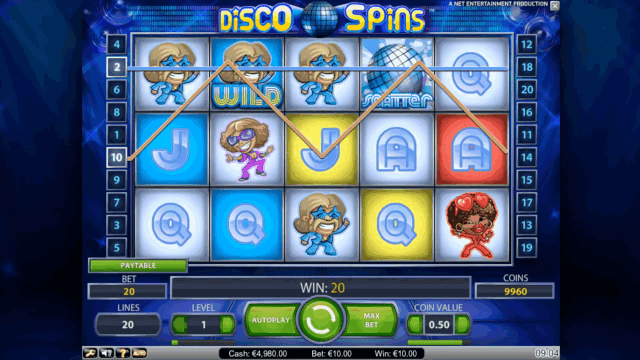 A NET ENTERTAINMENT PRODUCTION
DISCO SPINS
4 12
2 WILD SCATTER Q 18
6 20
8 16
1 11
10 J J A A 14
9 15
7 17
3 Q Q Q 13
5 19
PAYTABLE
BET WIN: 20 COINS
20 9960
LINES LEVEL AUTOPLAY MAX BET COIN VALUE
20 1 0.50
Cash: €4,980.00 Bet: €10.00 Win: €10.00 09:04